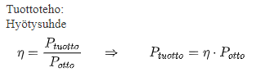 Tuottoteho:
Hyötysuhde
η = P_tuotto / P_otto ⇒ P_tuotto = η · P_otto